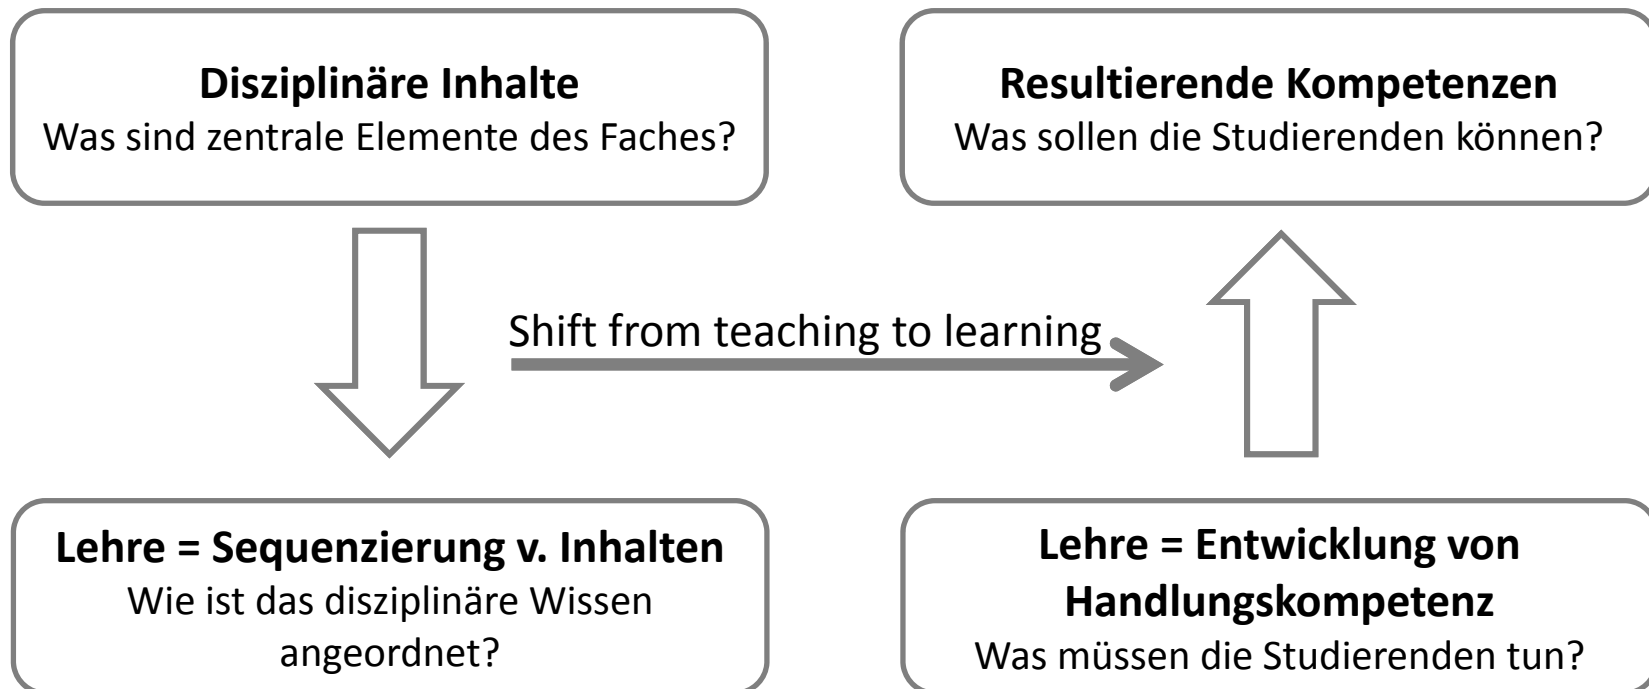 Disziplinäre Inhalte
Was sind zentrale Elemente des Faches?
Resultierende Kompetenzen
Was sollen die Studierenden können?
Shift from teaching to learning
Lehre = Sequenzierung v. Inhalten
Wie ist das disziplinäre Wissen
angeordnet?
Lehre = Entwicklung von
Handlungskompetenz
Was müssen die Studierenden tun?